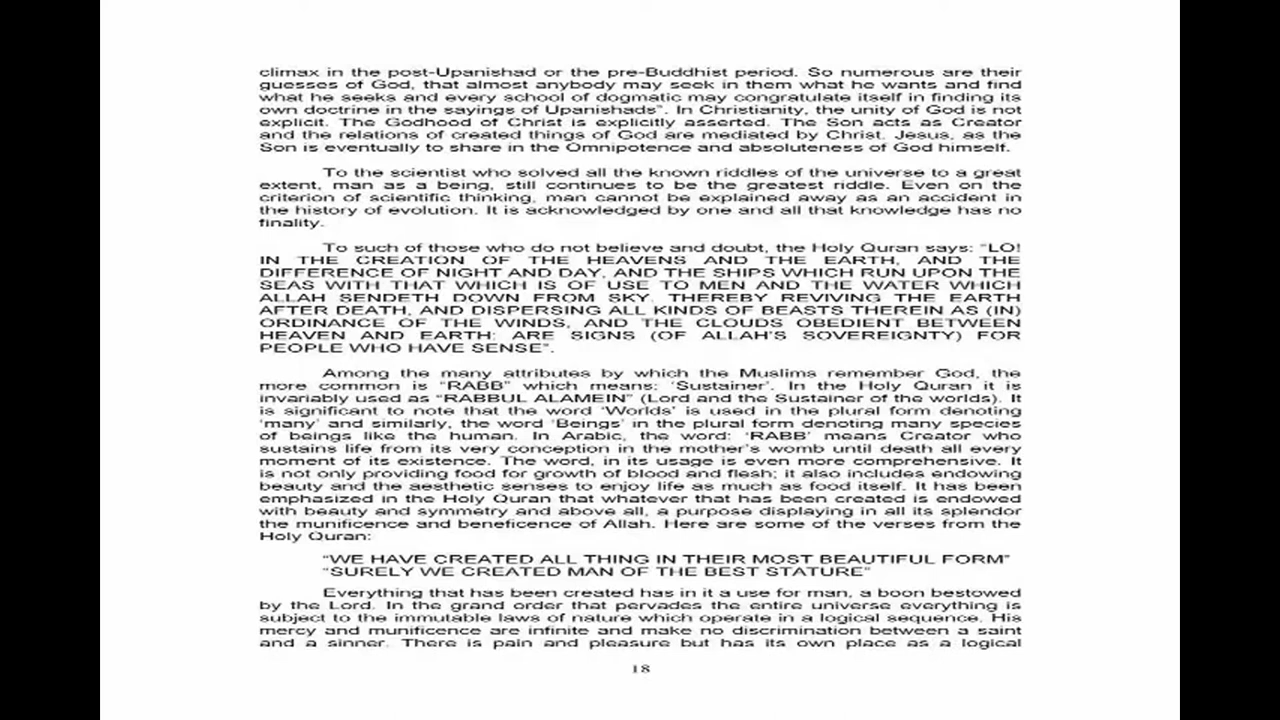 climax in the post-Upanishad or the pre-Buddhist period. So numerous are their
guesses of God, that almost anybody may seek in them what he wants and find
what he seeks and every school of dogmatic may congratulate itself in finding its
own doctrine in the sayings of Upanishads". In Christianity, the unity of God is not
explicit. The Godhood of Christ is explicitly asserted. The Son acts as Creator
and the relations of created things of God are mediated by Christ. Jesus, as the
Son is eventually to share in the Omnipotence and absoluteness of God himself.
To the scientist who solved all the known riddles of the universe to a great
extent, man as a being, still continues to be the greatest riddle. Even on the
criterion of scientific thinking, man cannot be explained away as an accident in
the history of evolution. It is acknowledged by one and all that knowledge has no
finality.
To such of those who do not believe and doubt, the Holy Quran says: "LO!
IN THE CREATION OF THE HEAVENS AND THE EARTH, AND THE
DIFFERENCE OF NIGHT AND DAY, AND THE SHIPS WHICH RUN UPON THE
SEAS WITH THAT WHICH IS OF USE TO MEN AND THE WATER WHICH
ALLAH SENDETH DOWN FROM SKY, THEREBY REVIVING THE EARTH
AFTER DEATH, AND DISPERSING ALL KINDS OF BEASTS THEREIN AS (IN)
ORDINANCE OF THE WINDS, AND THE CLOUDS OBEDIENT BETWEEN
HEAVEN AND EARTH: ARE SIGNS (OF ALLAH'S SOVEREIGNTY) FOR
PEOPLE WHO HAVE SENSE".
Among the many attributes by which the Muslims remember God, the
more common is "RABB" which means: 'Sustainer'. In the Holy Quran it is
invariably used as "RABBUL ALAMEIN" (Lord and the Sustainer of the worlds). It
is significant to note that the word 'Worlds' is used in the plural form denoting
'many' and similarly, the word 'Beings' in the plural form denoting many species
of beings like the human. In Arabic, the word: 'RABB' means Creator who
sustains life from its very conception in the mother's womb until death all every
moment of its existence. The word, in its usage is even more comprehensive. It
is not only providing food for growth of blood and flesh; it also includes endowing
beauty and the aesthetic senses to enjoy life as much as food itself. It has been
emphasized in the Holy Quran that whatever that has been created is endowed
with beauty and symmetry and above all, a purpose displaying in all its splendor
the munificence and beneficence of Allah. Here are some of the verses from the
Holy Quran:
"WE HAVE CREATED ALL THING IN THEIR MOST BEAUTIFUL FORM"
"SURELY WE CREATED MAN OF THE BEST STATURE"
Everything that has been created has in it a use for man, a boon bestowed
by the Lord. In the grand order that pervades the entire universe everything is
subject to the immutable laws of nature which operate in a logical sequence. His
mercy and munificence are infinite and make no discrimination between a saint
and a sinner. There is pain and pleasure but has its own place as a logical
18